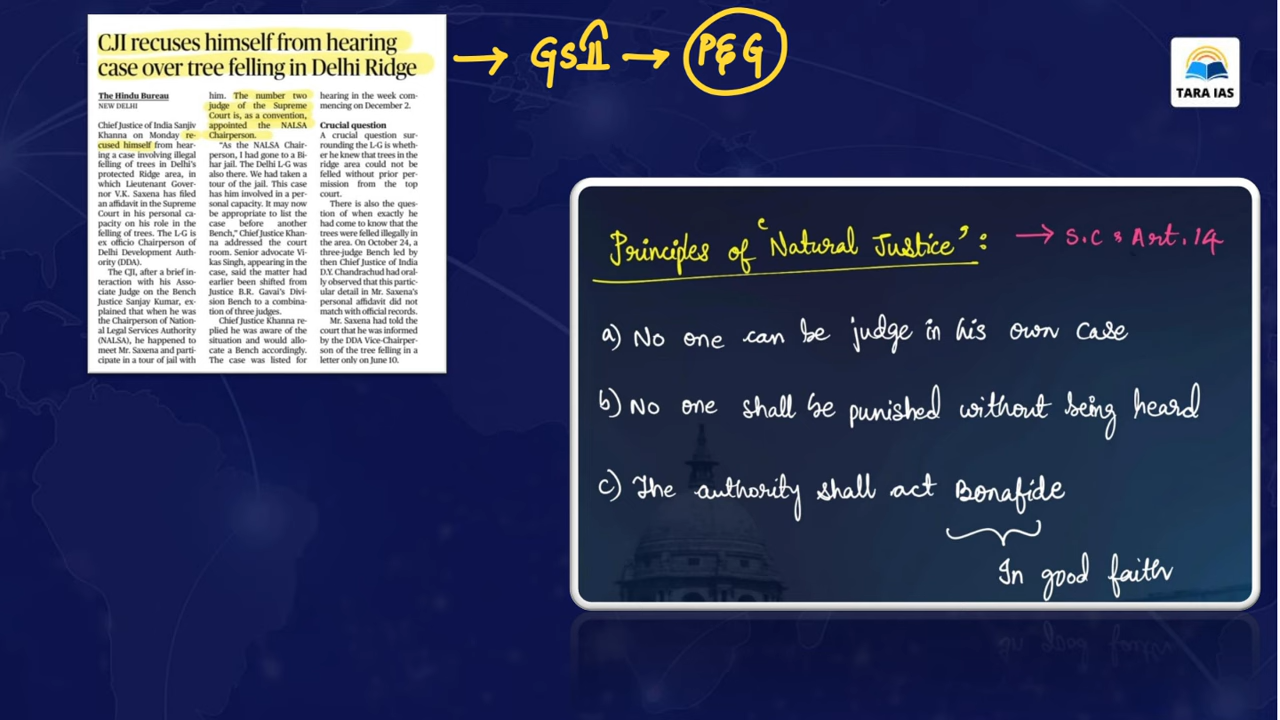 CJI recuses himself from hearing
case over tree felling in Delhi Ridge
The Hindu Bureau
NEW DELHI
Chief Justice of India Sanjiv
Khanna on Monday re-
cused himself from hear-
ing a case involving illegal
felling of trees in Delhi's
protected Ridge area, in
which Lieutenant Gover-
nor V.K. Saxena has filed
an affidavit in the Supreme
Court in his personal ca-
pacity on his role in the
felling of trees. The L-G is
ex officio Chairperson of
Delhi Development Auth-
ority (DDA).
The CJI, after a brief in-
teraction with his Asso-
ciate Judge on the Bench
Justice Sanjay Kumar, ex-
plained that when he was
the Chairperson of Nation-
al Legal Services Authority
(NALSA), he happened to
meet Mr. Saxena and parti-
cipate in a tour of jail with
him. The number two
judge of the Supreme
Court is, as a convention,
appointed the NALSA
Chairperson.
"As the NALSA Chair-
person, I had gone to a Bi-
har jail. The Delhi L-G was
also there. We had taken a
tour of the jail. This case
has him involved in a per-
sonal capacity. It may now
be appropriate to list the
case before another
Bench," Chief Justice Khan-
na addressed the court
room. Senior advocate Vi-
kas Singh, appearing in the
case, said the matter had
earlier been shifted from
Justice B.R. Gavai's Divi-
sion Bench to a combina-
tion of three judges.
Chief Justice Khanna re-
plied he was aware of the
situation and would allo-
cate a Bench accordingly.
The case was listed for
hearing in the week com-
mencing on December 2.
Crucial question
A crucial question sur-
rounding the L-G is wheth-
er he knew that trees in the
ridge area could not be
felled without prior per-
mission from the top
court.
There is also the ques-
tion of when exactly he
had come to know that the
trees were felled illegally in
the area. On October 24, a
three-judge Bench led by
then Chief Justice of India
D.Y. Chandrachud had oral-
ly observed that this partic-
ular detail in Mr. Saxena's
personal affidavit did not
match with official records.
Mr. Saxena had told the
court that he was informed
by the DDA Vice-Chairper-
son of the tree felling in a
letter only on June 10.
→ GSII → P&G
TARA IAS
Principles of "Natural Justice" : → S.C : Art. 14
a) No one can be judge in his own case
b) No one shall be punished without being heard
c) The authority shall act Bonafide
In good faith